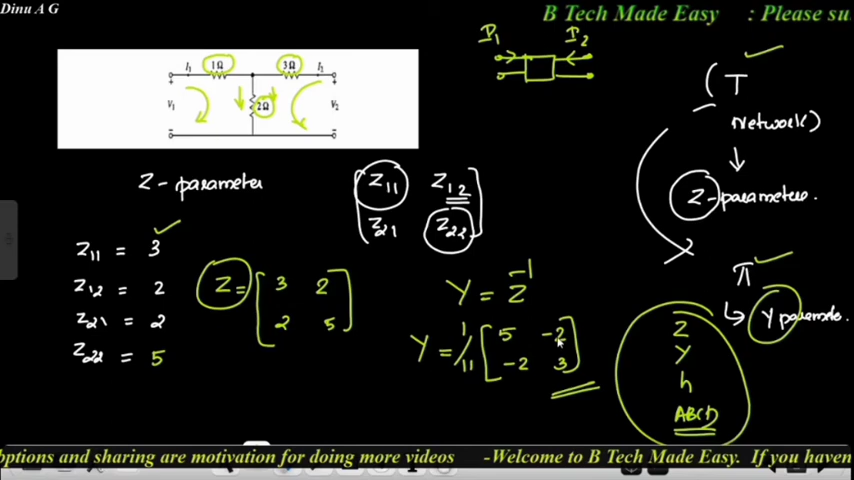 Dinu A G
B Tech Made Easy : Please su
I1 I2
I1 1Ω 3Ω I2
+ +
V1 2Ω V2
- -
(T
Network)
Z-parameters.
Z-parameter
Z11 Z12
Z21 Z22
Z11 = 3
Z12 = 2
Z21 = 2
Z22 = 5
Z = 3 2
2 5
Y = Z^-1
Y = 1/11 5 -2
-2 3
π
Y paramete.
Z
Y
h
ABCD
options and sharing are motivation for doing more videos -Welcome to B Tech Made Easy. If you haven